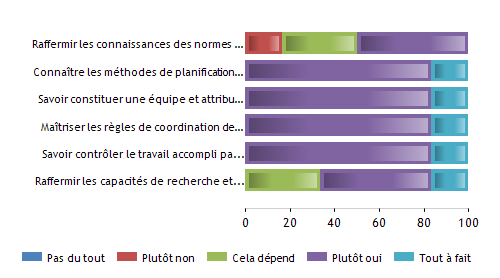 Raffermir les connaissances des normes ...
Connaître les méthodes de planification...
Savoir constituer une équipe et attribu...
Maîtriser les règles de coordination de...
Savoir contrôler le travail accompli pa...
Raffermir les capacités de recherche et...
0 20 40 60 80 100
Pas du tout Plutôt non Cela dépend Plutôt oui Tout à fait